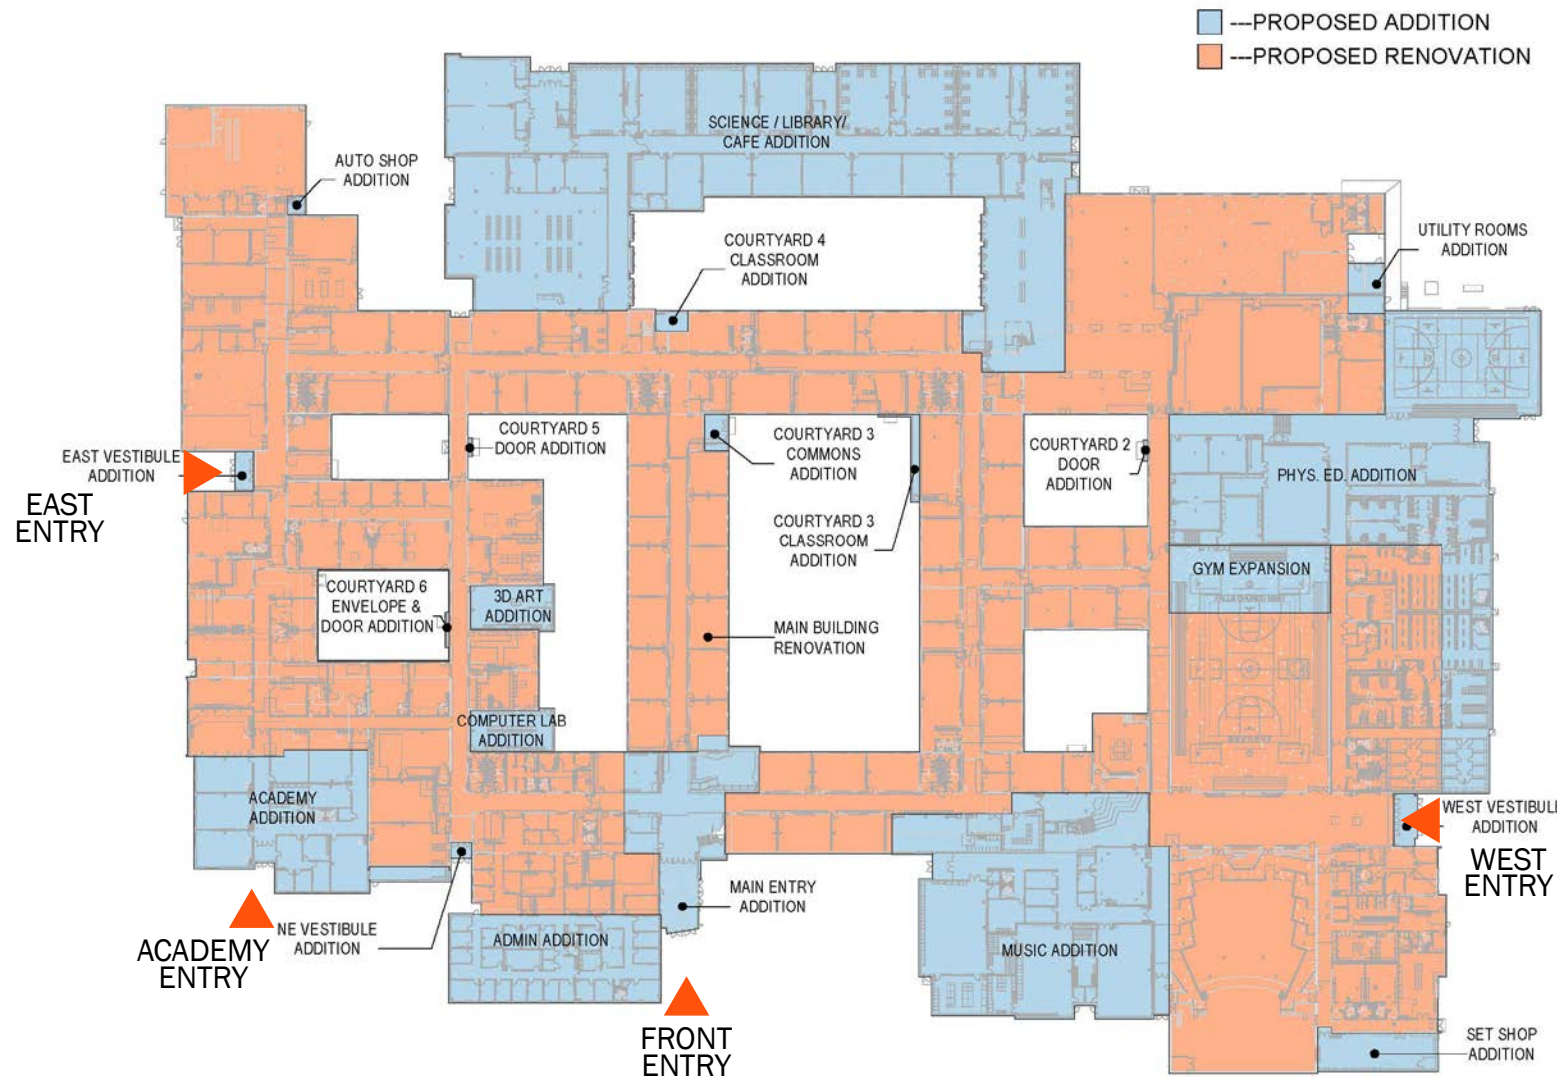 ---PROPOSED ADDITION
---PROPOSED RENOVATION
SCIENCE / LIBRARY/
CAFE ADDITION
AUTO SHOP
ADDITION
COURTYARD 4
CLASSROOM
ADDITION
UTILITY ROOMS
ADDITION
COURTYARD 5
DOOR ADDITION
COURTYARD 3
COMMONS
ADDITION
COURTYARD 2
DOOR
ADDITION
EAST VESTIBULE
ADDITION
EAST
ENTRY
PHYS. ED. ADDITION
COURTYARD 3
CLASSROOM
ADDITION
GYM EXPANSION
COURTYARD 6
ENVELOPE &
DOOR ADDITION
3D ART
ADDITION
MAIN BUILDING
RENOVATION
COMPUTER LAB
ADDITION
ACADEMY
ADDITION
WEST VESTIBULE
ADDITION
WEST
ENTRY
MAIN ENTRY
ADDITION
NE VESTIBULE
ADDITION
ACADEMY
ENTRY
ADMIN ADDITION
MUSIC ADDITION
FRONT
ENTRY
SET SHOP
ADDITION